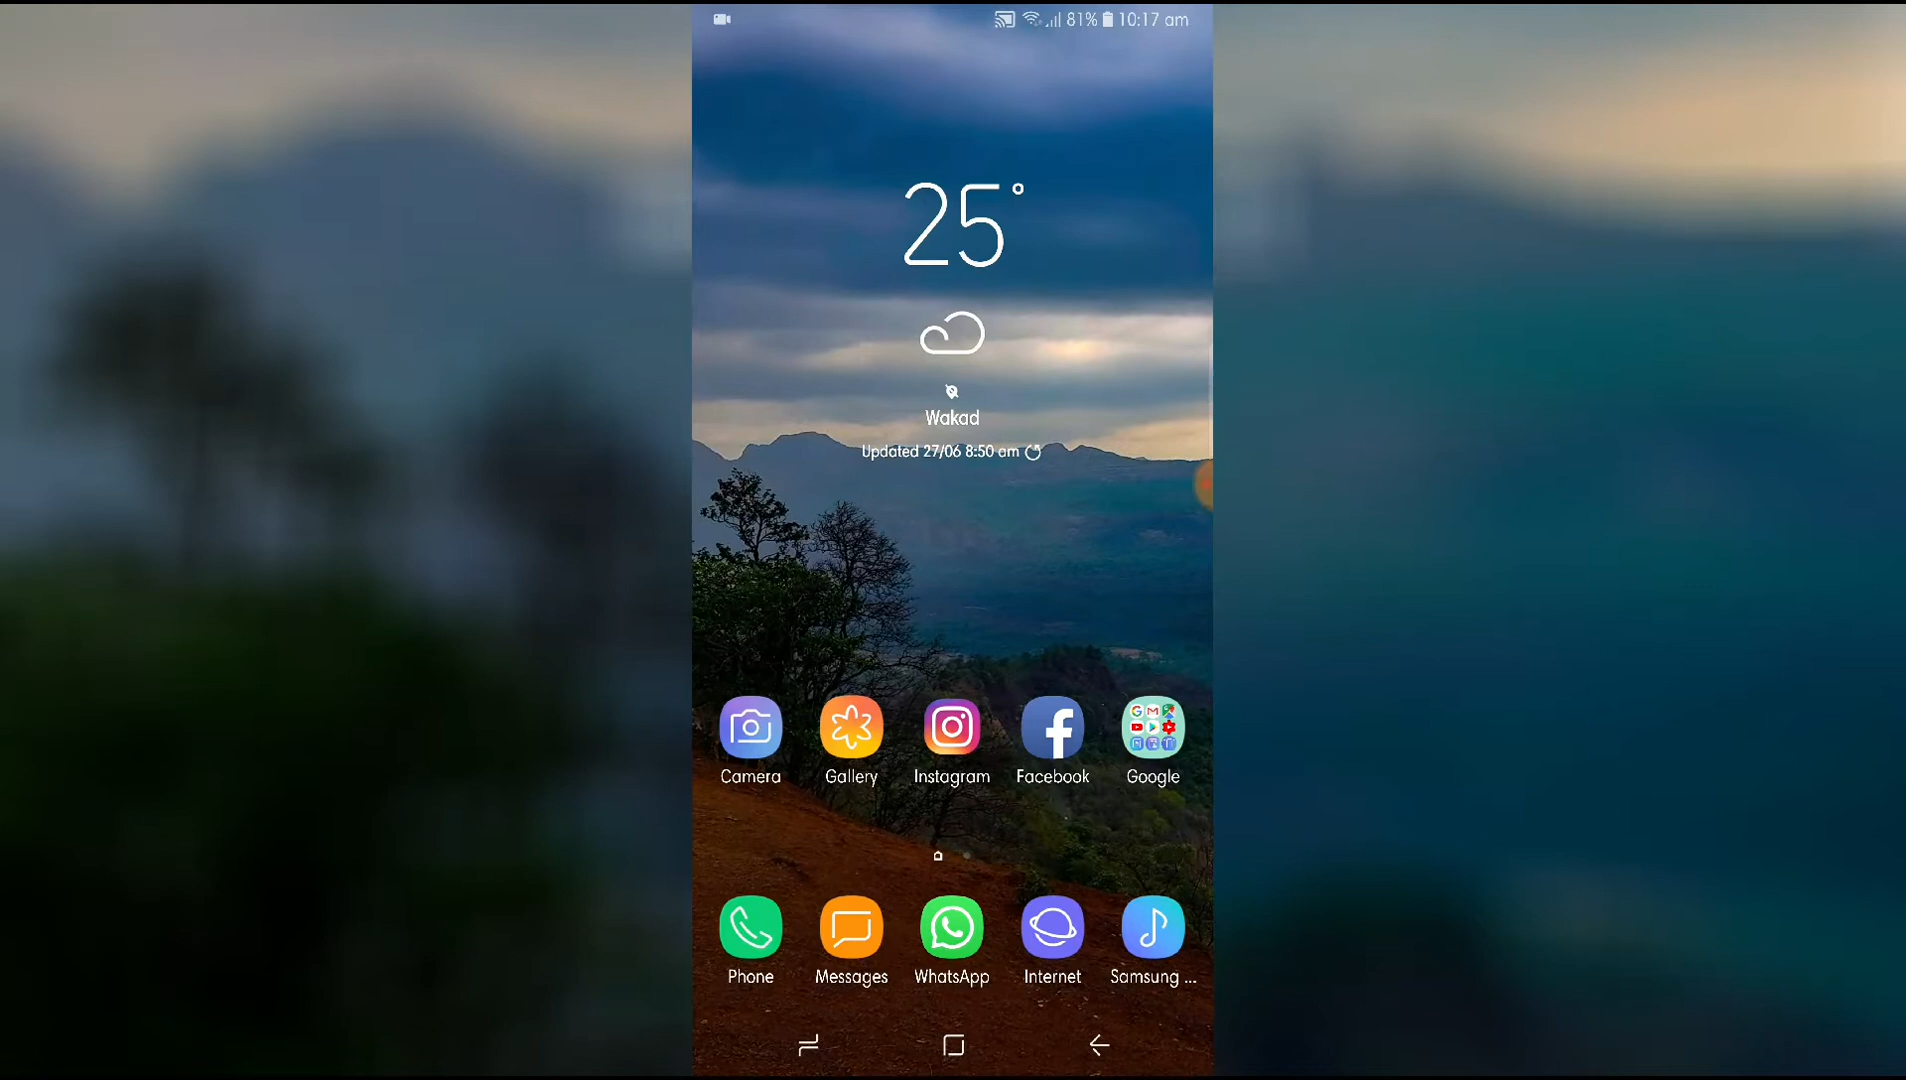 81% 10:17 am
25°
Wakad
Updated 27/06 8:50 am
Camera Gallery Instagram Facebook Google
Phone Messages WhatsApp Internet Samsung ...